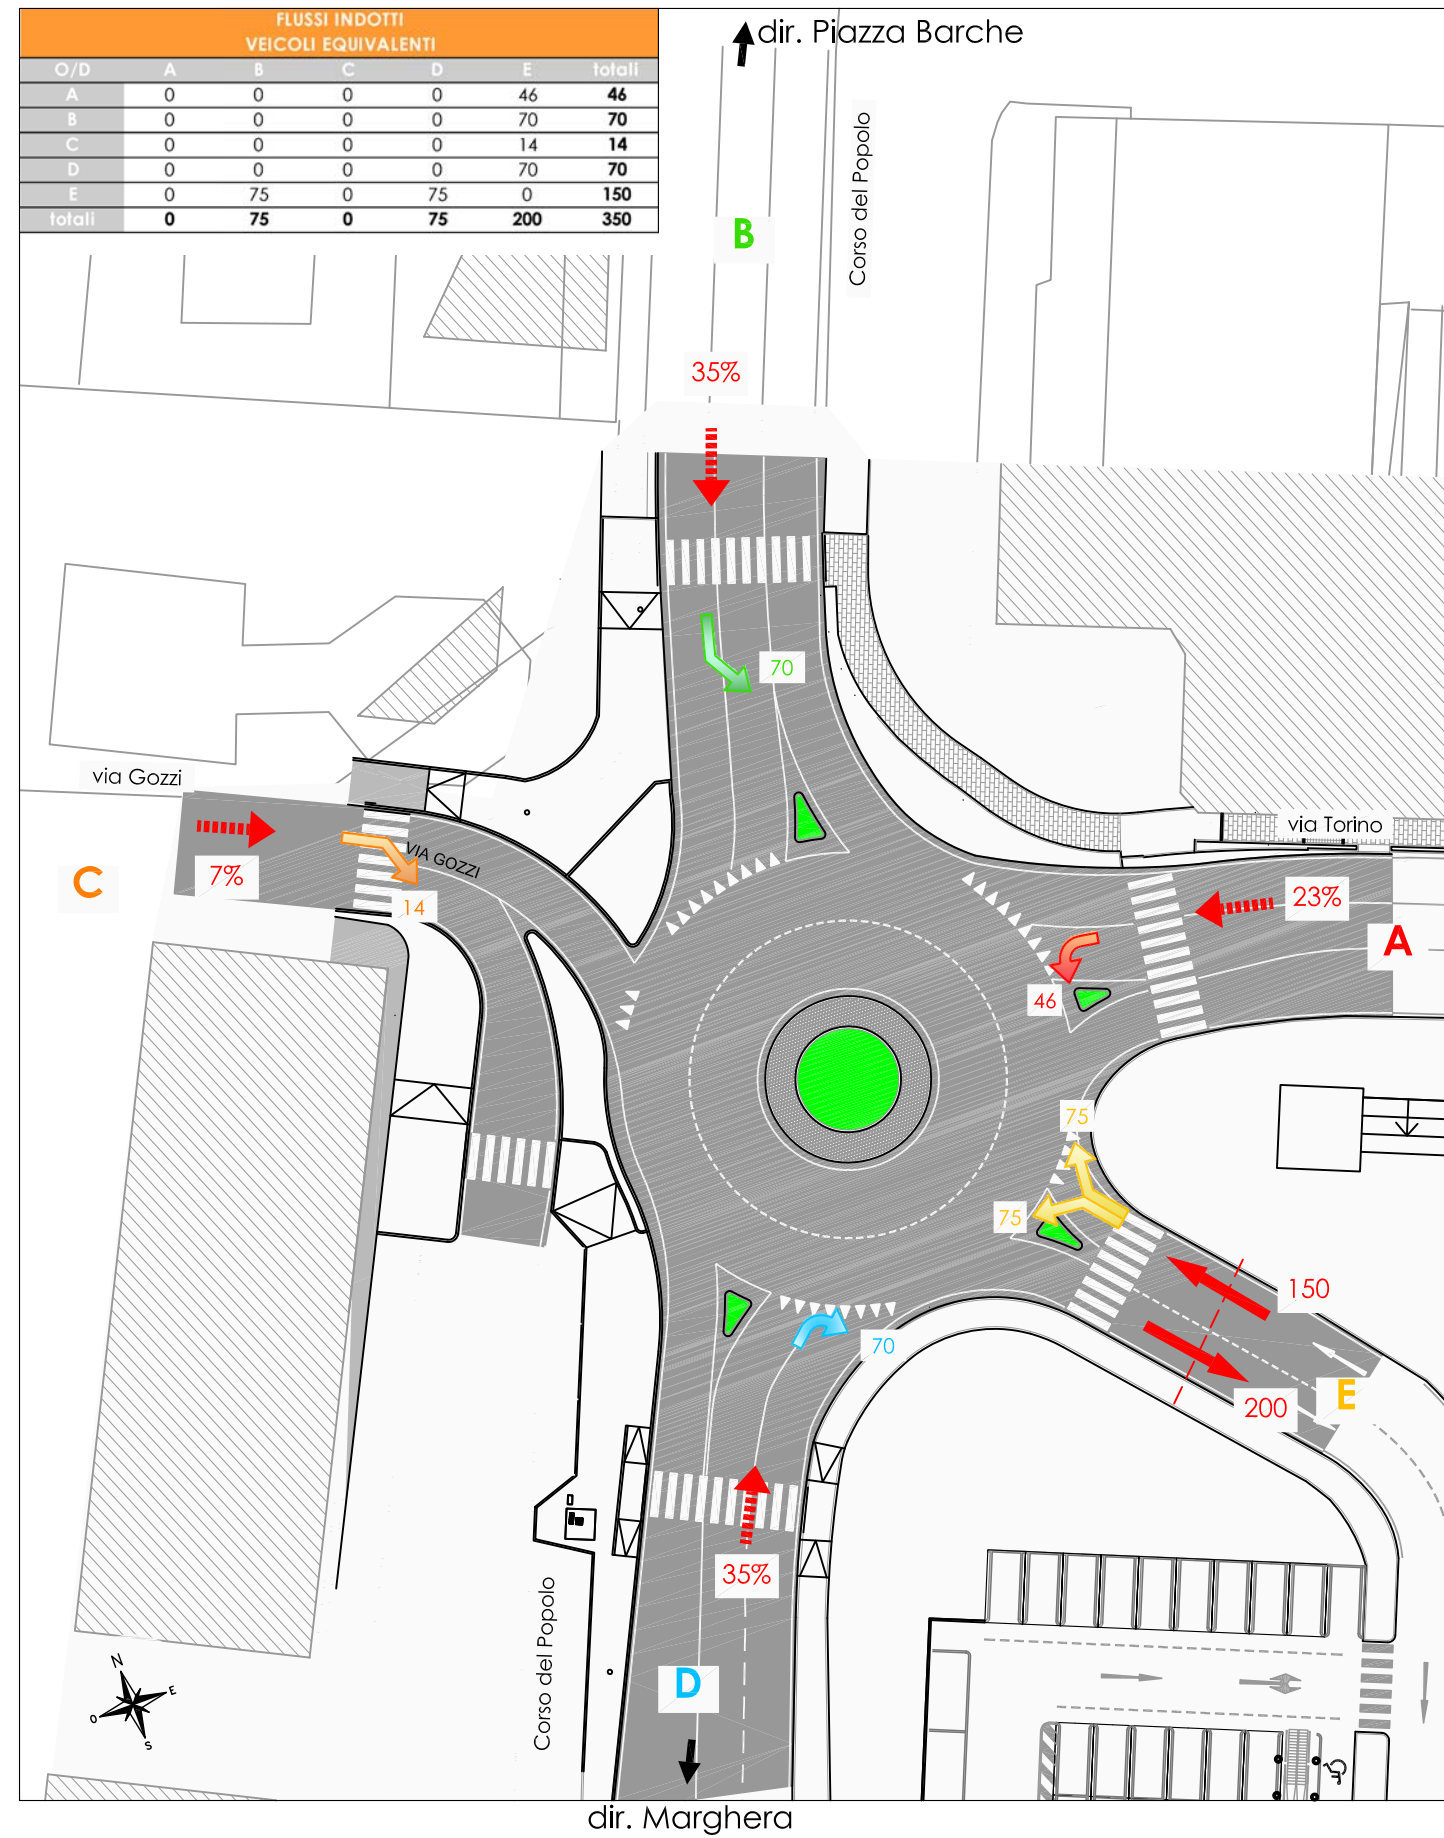 FLUSSI INDOTTI
VEICOLI EQUIVALENTI
O/D A B C D E totali
A 0 0 0 0 46 46
B 0 0 0 0 70 70
C 0 0 0 0 14 14
D 0 0 0 0 70 70
E 0 75 0 75 0 150
totali 0 75 0 75 200 350
dir. Piazza Barche
Corso del Popolo
B
35%
70
via Gozzi
VIA GOZZI
C
7%
14
via Torino
23%
A
46
75
75
150
200
E
70
35%
D
Corso del Popolo
N
E
O
S
dir. Marghera